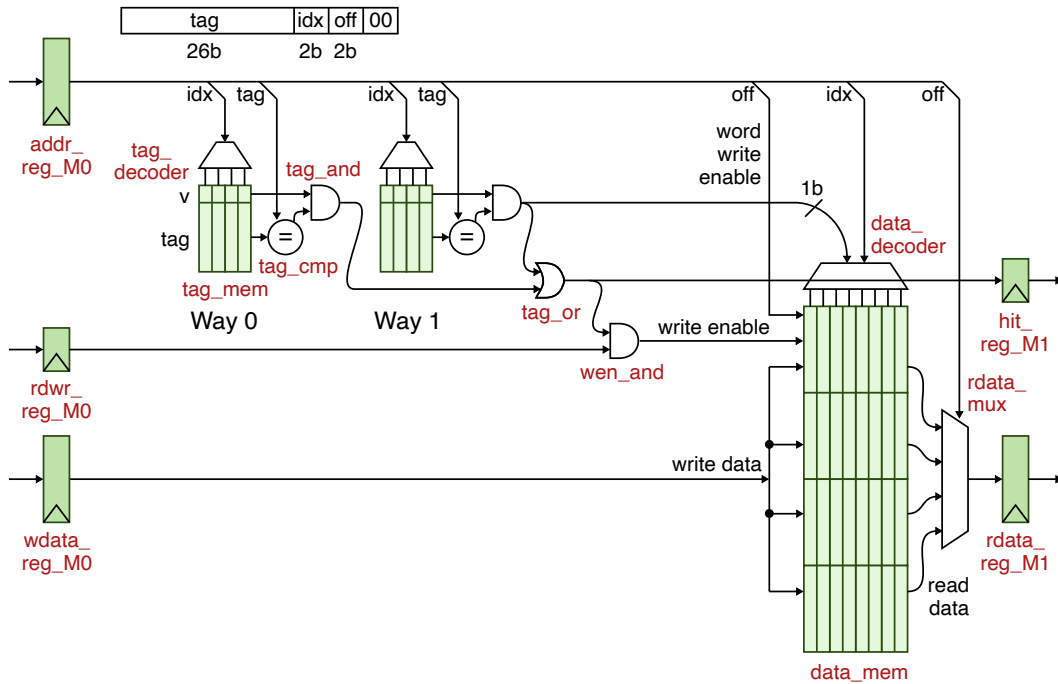 tag idx off 00
26b 2b 2b
idx tag idx tag off idx off
addr_
reg_M0
tag_
decoder
tag_and
word
write
enable
1b
v
data_
decoder
tag
=
=
tag_cmp
tag_mem
Way 0
Way 1
tag_or
hit_
reg_M1
write enable
wen_and
rdwr_
reg_M0
rdata_
mux
write data
wdata_
reg_M0
rdata_
reg_M1
read
data
data_mem